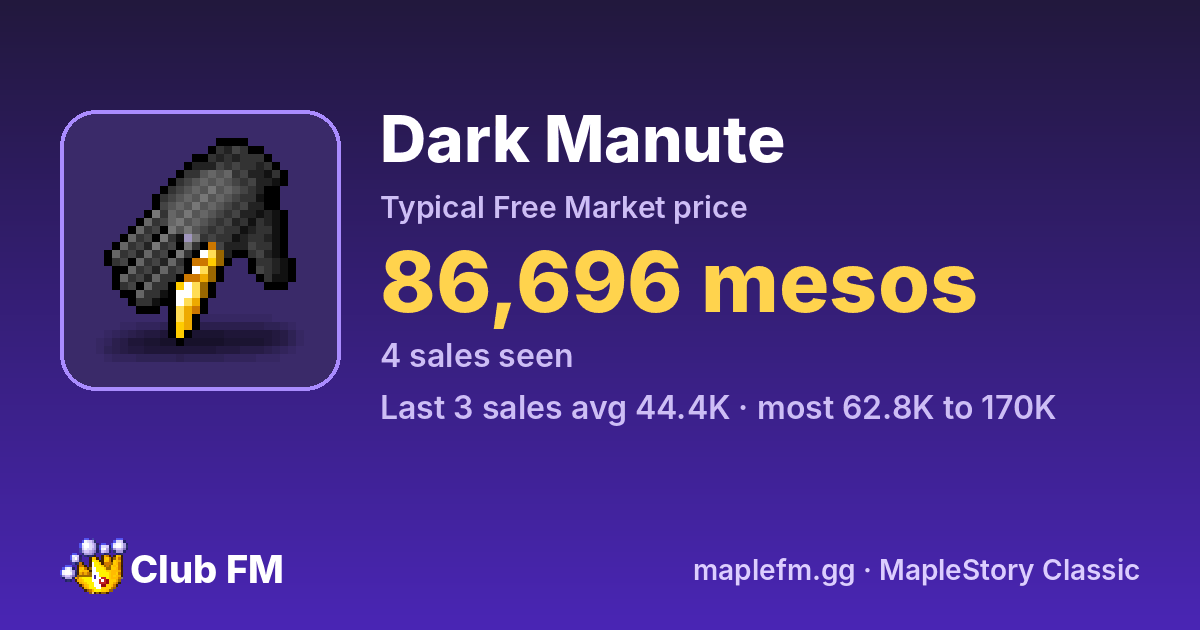 Dark Manute
Typical Free Market price
86,696 mesos
4 sales seen
Last 3 sales avg 44.4K · most 62.8K to 170K
Club FM
maplefm.gg · MapleStory Classic